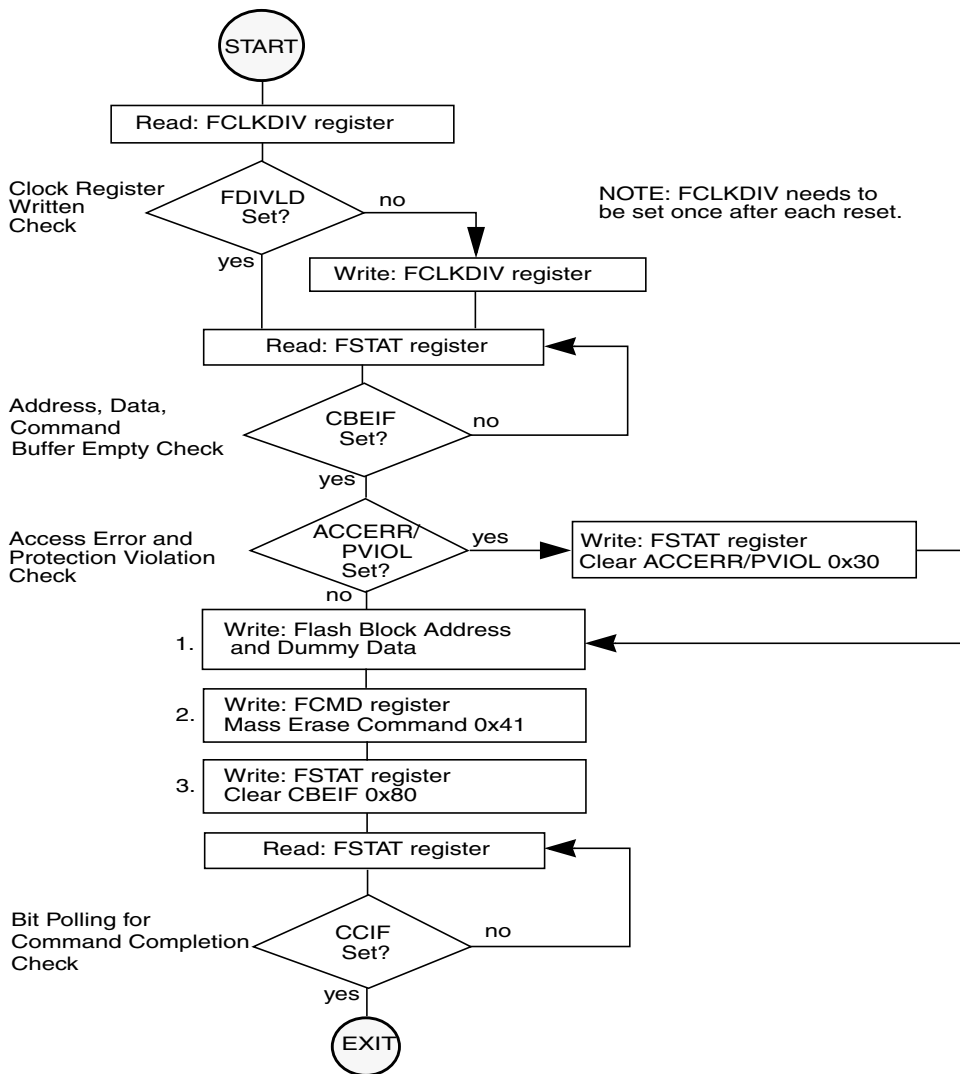 START
Read: FCLKDIV register
Clock Register
Written
Check
FDIVLD
Set?
no
yes
NOTE: FCLKDIV needs to
be set once after each reset.
Write: FCLKDIV register
Read: FSTAT register
Address, Data,
Command
Buffer Empty Check
CBEIF
Set?
no
yes
Access Error and
Protection Violation
Check
ACCERR/
PVIOL
Set?
yes
no
Write: FSTAT register
Clear ACCERR/PVIOL 0x30
1.
Write: Flash Block Address
and Dummy Data
2.
Write: FCMD register
Mass Erase Command 0x41
3.
Write: FSTAT register
Clear CBEIF 0x80
Read: FSTAT register
Bit Polling for
Command Completion
Check
CCIF
Set?
no
yes
EXIT